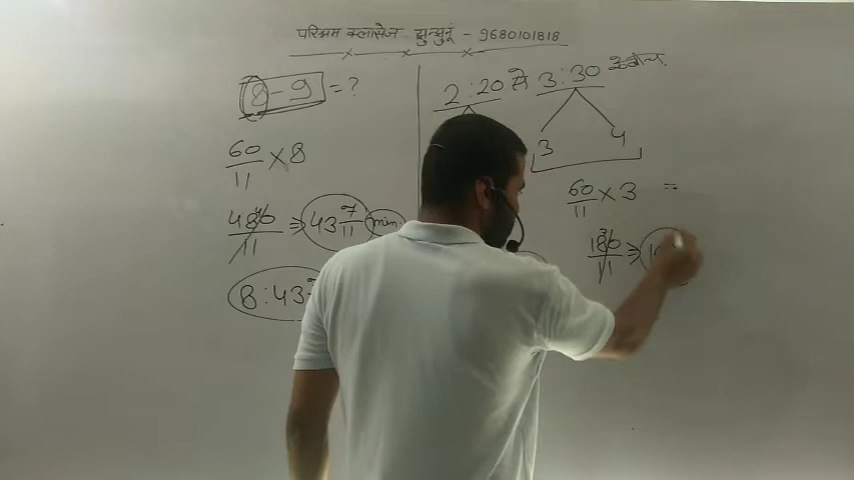 परिश्रम क्लासेज झुन्झुनूं - 9680101818
8 - 9 = ?
60/11 × 8
480/11 ⇒ 43 7/11 min.
8 : 43
2 : 20 से 3 : 30
3 4
60/11 × 3 =
180/11 ⇒